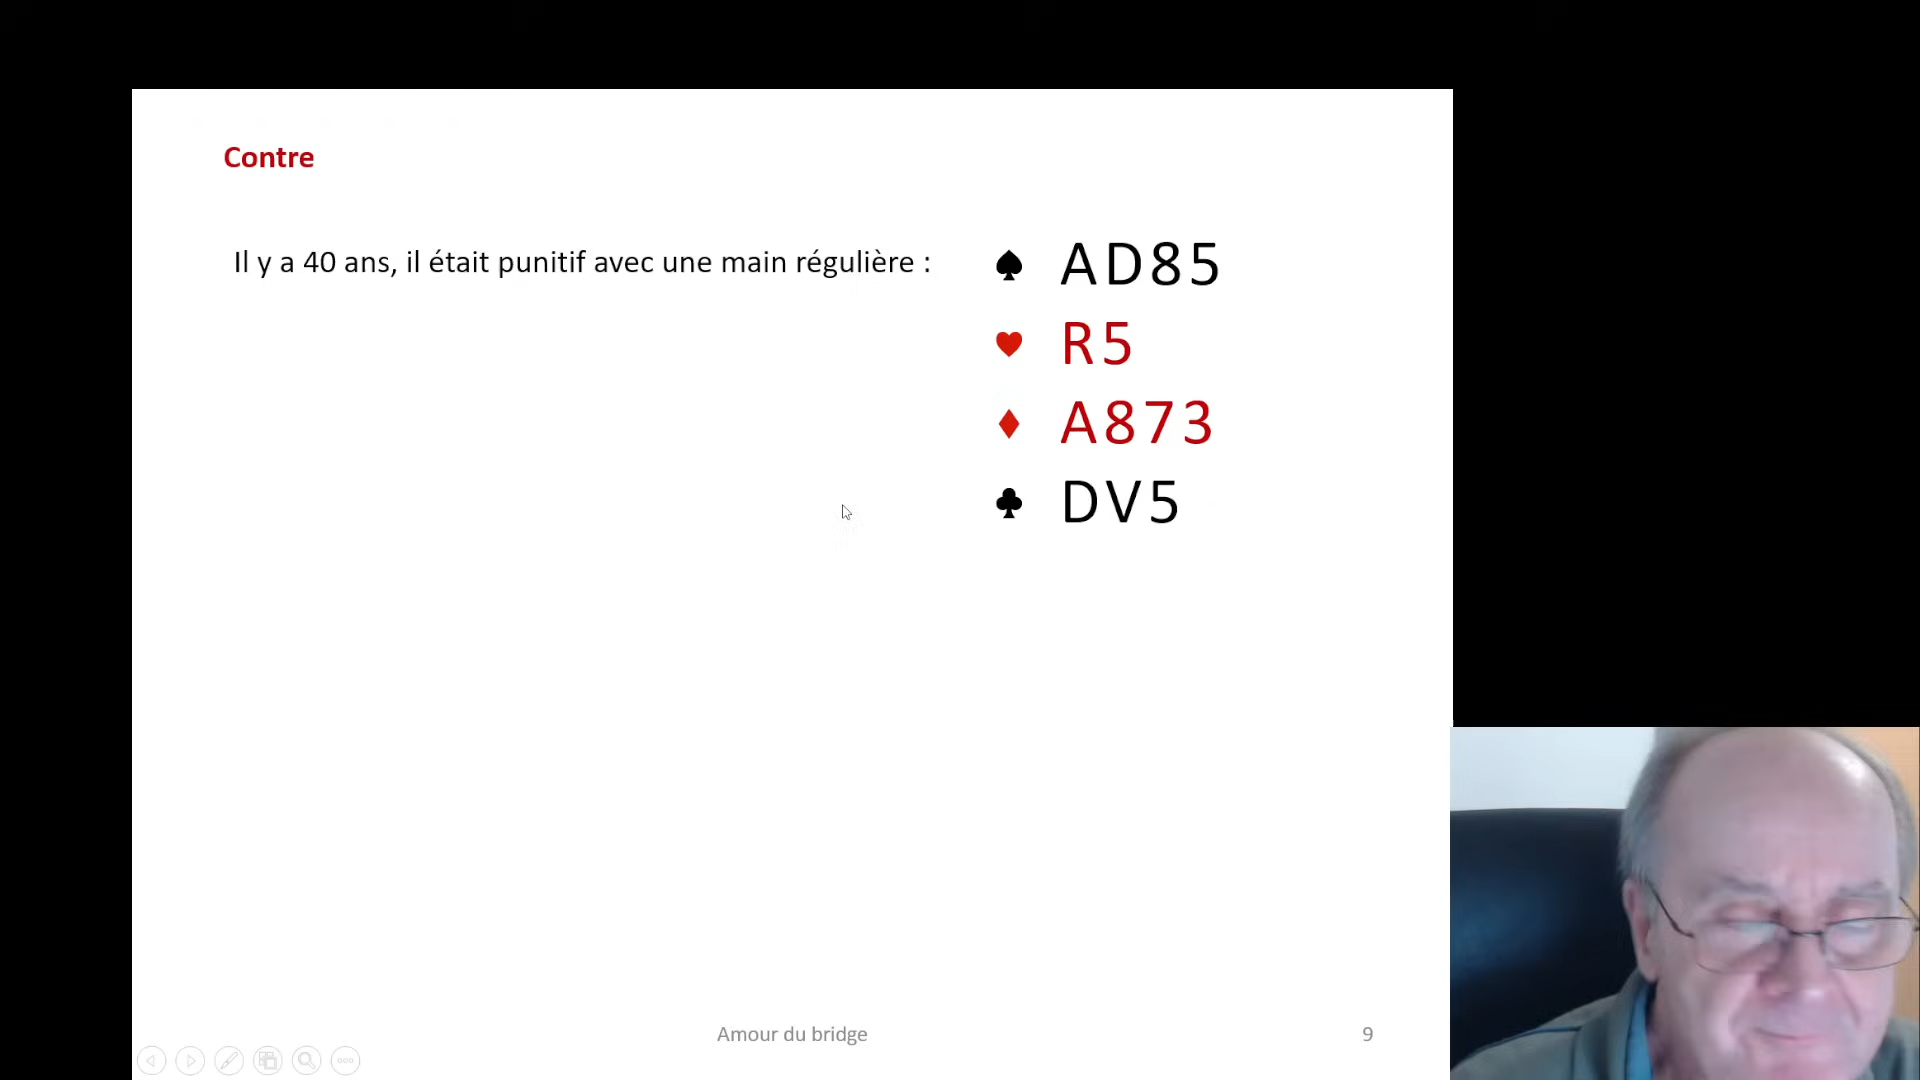 Contre
Il y a 40 ans, il était punitif avec une main régulière :
♠ AD85
♥ R5
♦ A873
♣ DV5
Amour du bridge
9